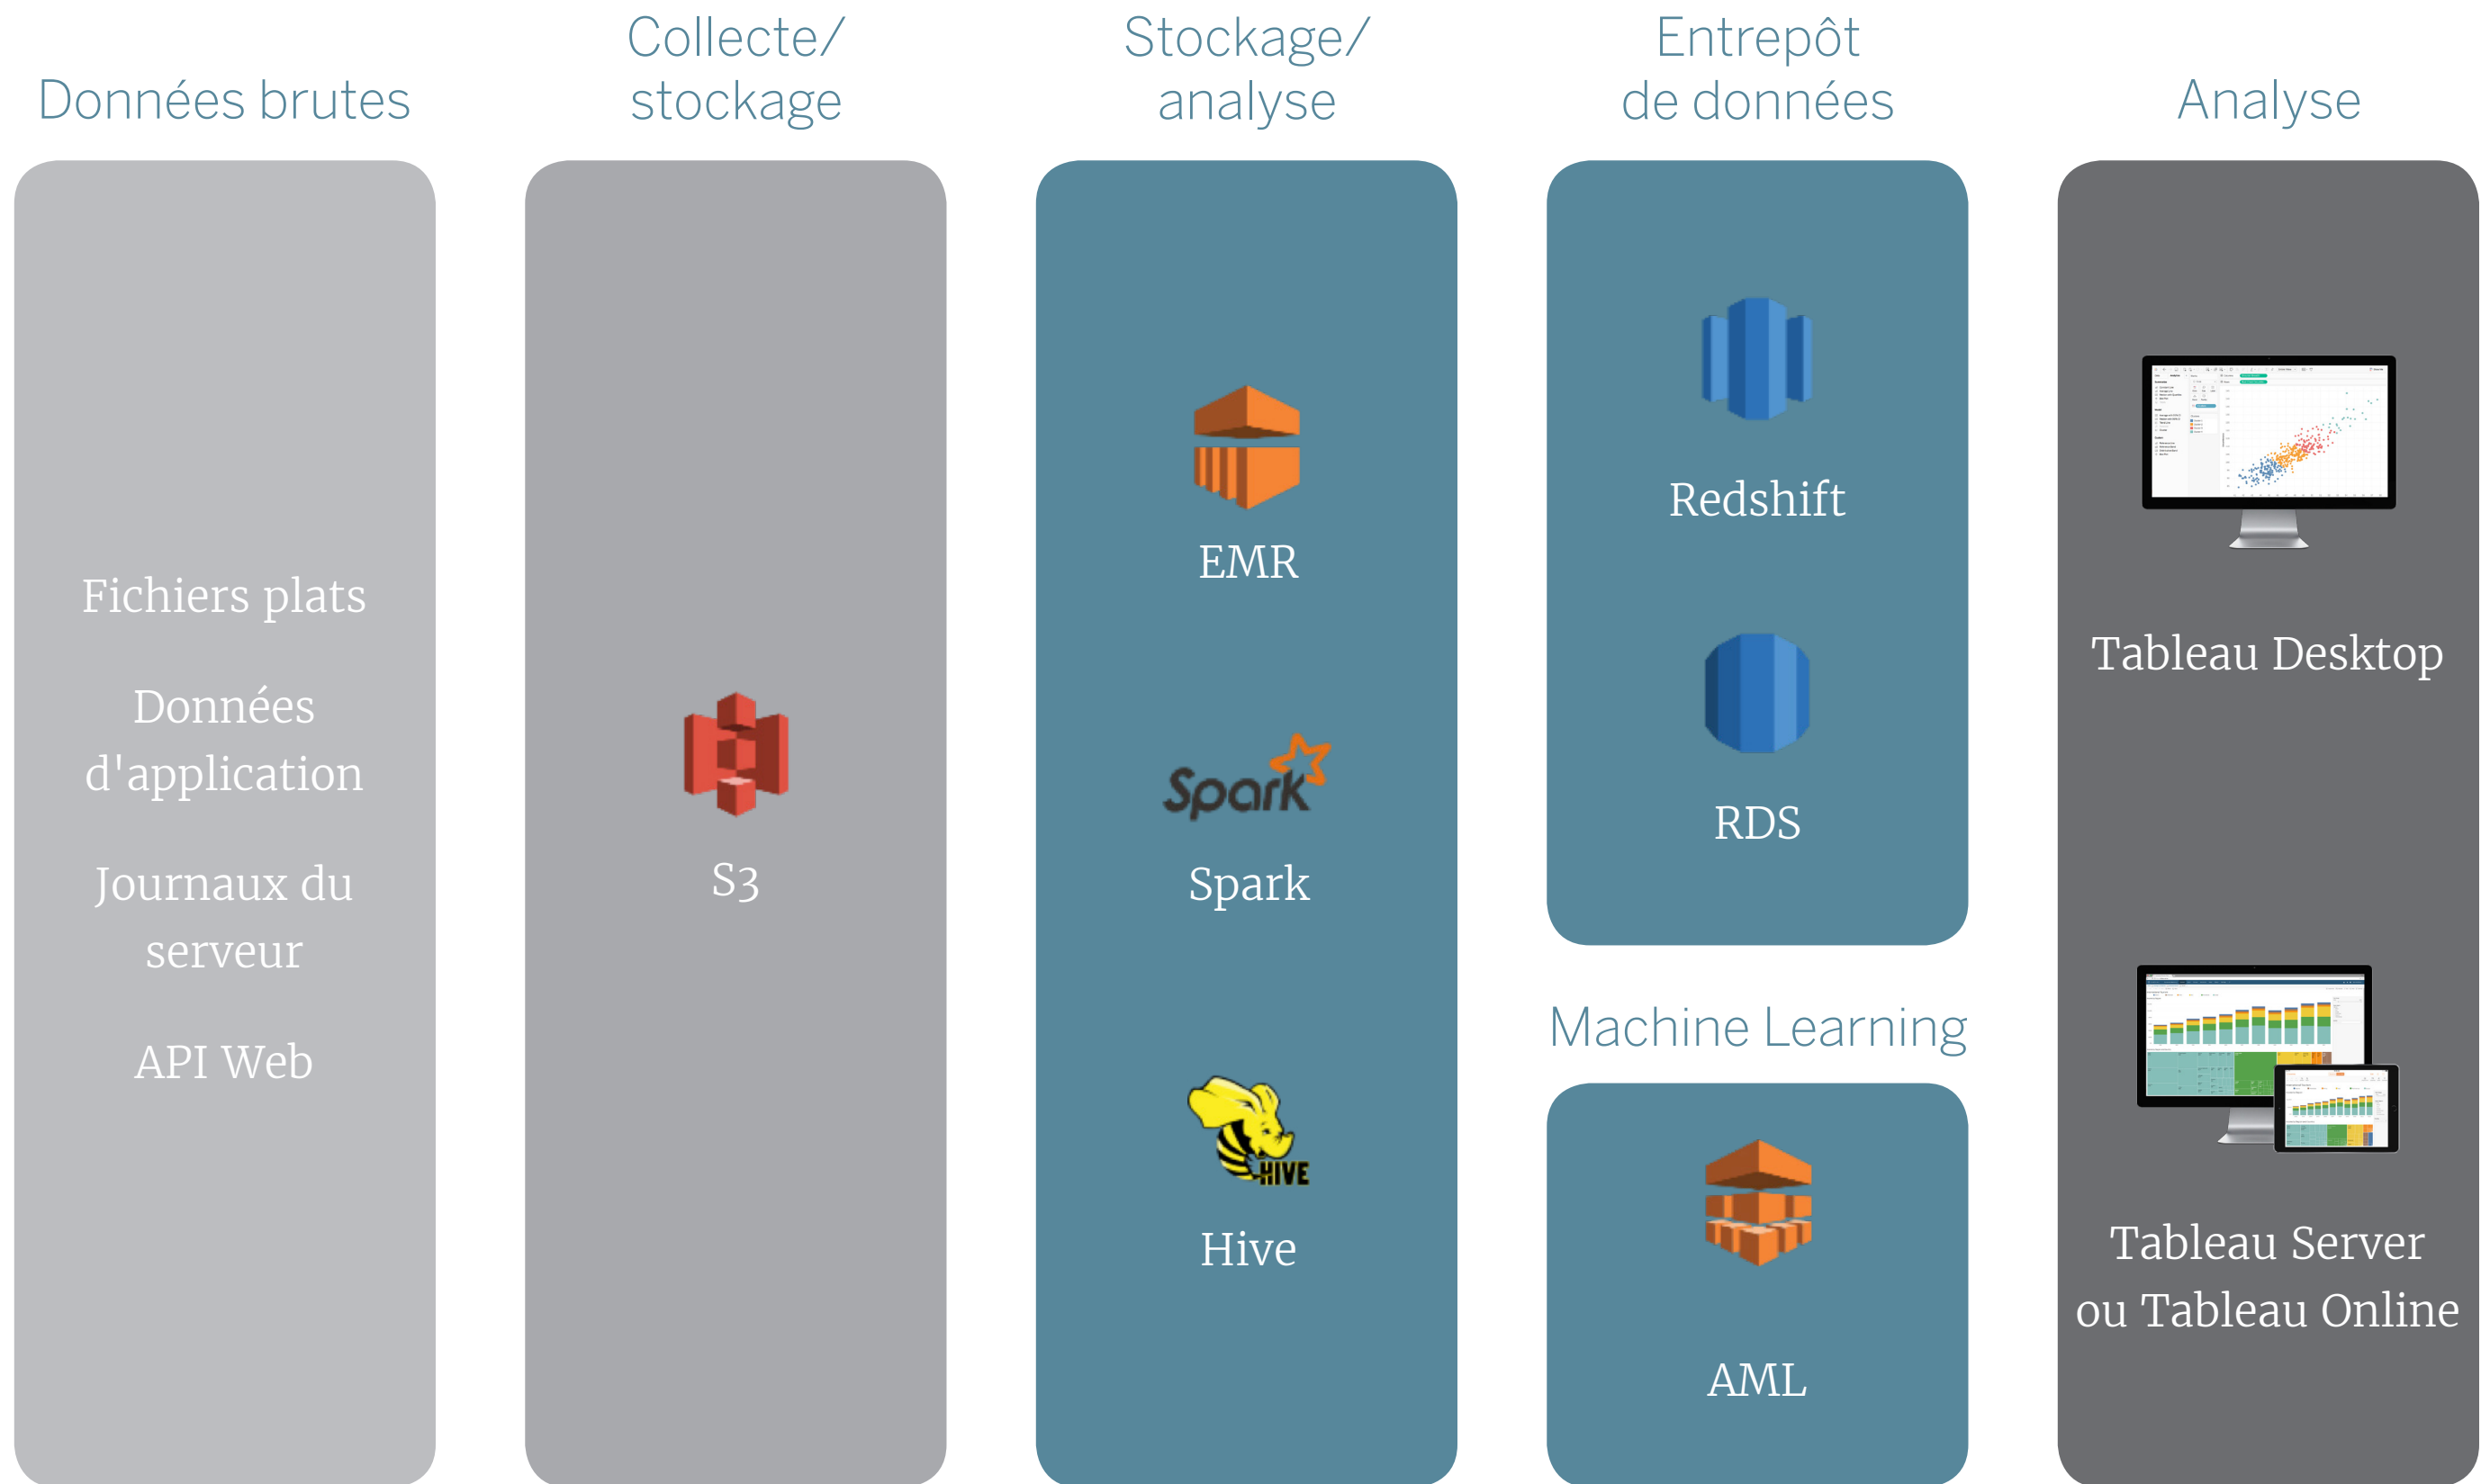 Données brutes
Fichiers plats
Données
d'application
Journaux du
serveur
API Web
Collecte/
stockage
S3
Stockage/
analyse
EMR
Spark
Spark
HIVE
Hive
Entrepôt
de données
Redshift
RDS
Machine Learning
AML
Analyse
Tableau Desktop
Tableau Server
ou Tableau Online